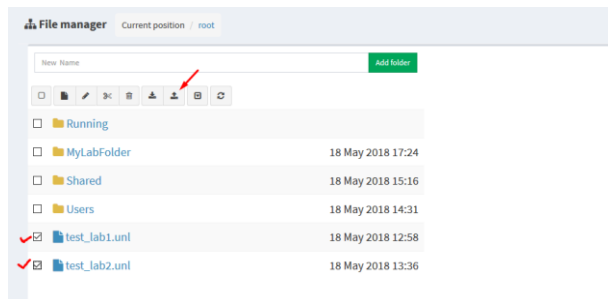 File manager Current position / root
New Name Add folder
Running
MyLabFolder 18 May 2018 17:24
Shared 18 May 2018 15:16
Users 18 May 2018 14:31
test_lab1.unl 18 May 2018 12:58
test_lab2.unl 18 May 2018 13:36